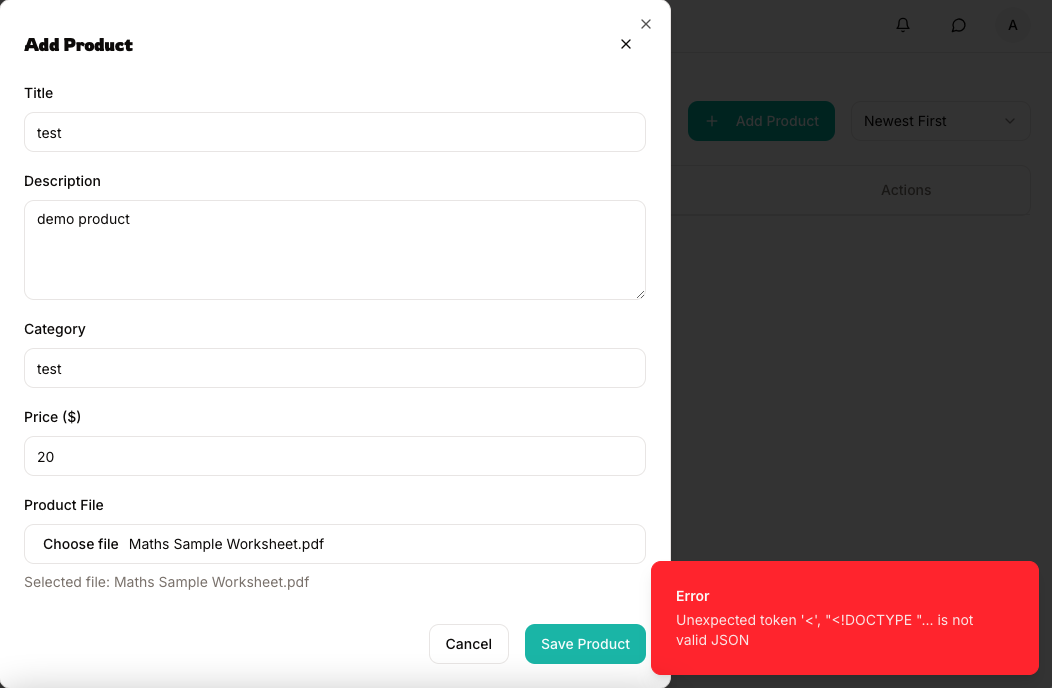 Add Product
Title
test
Description
demo product
Category
test
Price ($)
20
Product File
Choose file Maths Sample Worksheet.pdf
Selected file: Maths Sample Worksheet.pdf
Cancel
Save Product
A
+ Add Product
Newest First
Actions
Error
Unexpected token '<', "<!DOCTYPE "... is not
valid JSON